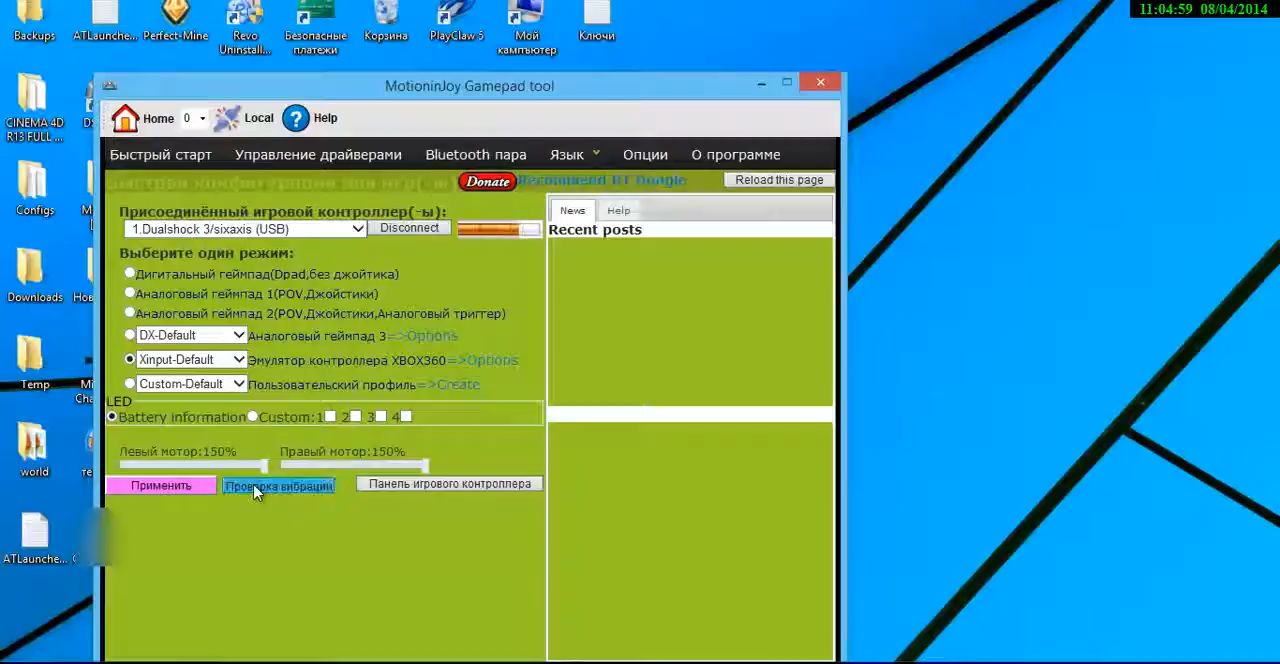 11:04:59 08/04/2014
Backups
ATLaunche...
Perfect-Mine
Revo
Uninstall...
Безопасные
платежи
Корзина
PlayClaw 5
Мой
кампъютер
Ключи
CINEMA 4D
R13 FULL ...
Configs
Downloads
Temp
world
ATLaunche...
MotioninJoy Gamepad tool
Home 0 Local Help
Быстрый старт Управление драйверами Bluetooth пара Язык Опции О программе
Donate Recommend BT Dongle Reload this page
Присоединённый игровой контроллер(-ы):
1.Dualshock 3/sixaxis (USB) Disconnect
Выберите один режим:
Дигитальный геймпад(Dpad,без джойтика)
Аналоговый геймпад 1(POV,Джойстики)
Аналоговый геймпад 2(POV,Джойстики,Аналоговый триггер)
DX-Default Аналоговый геймпад 3=>Options
Xinput-Default Эмулятор контроллера XBOX360=>Options
Custom-Default Пользовательский профиль=>Create
LED
Battery information Custom:1 2 3 4
Левый мотор:150% Правый мотор:150%
Применить Проверка вибрации Панель игрового контроллера
News Help
Recent posts